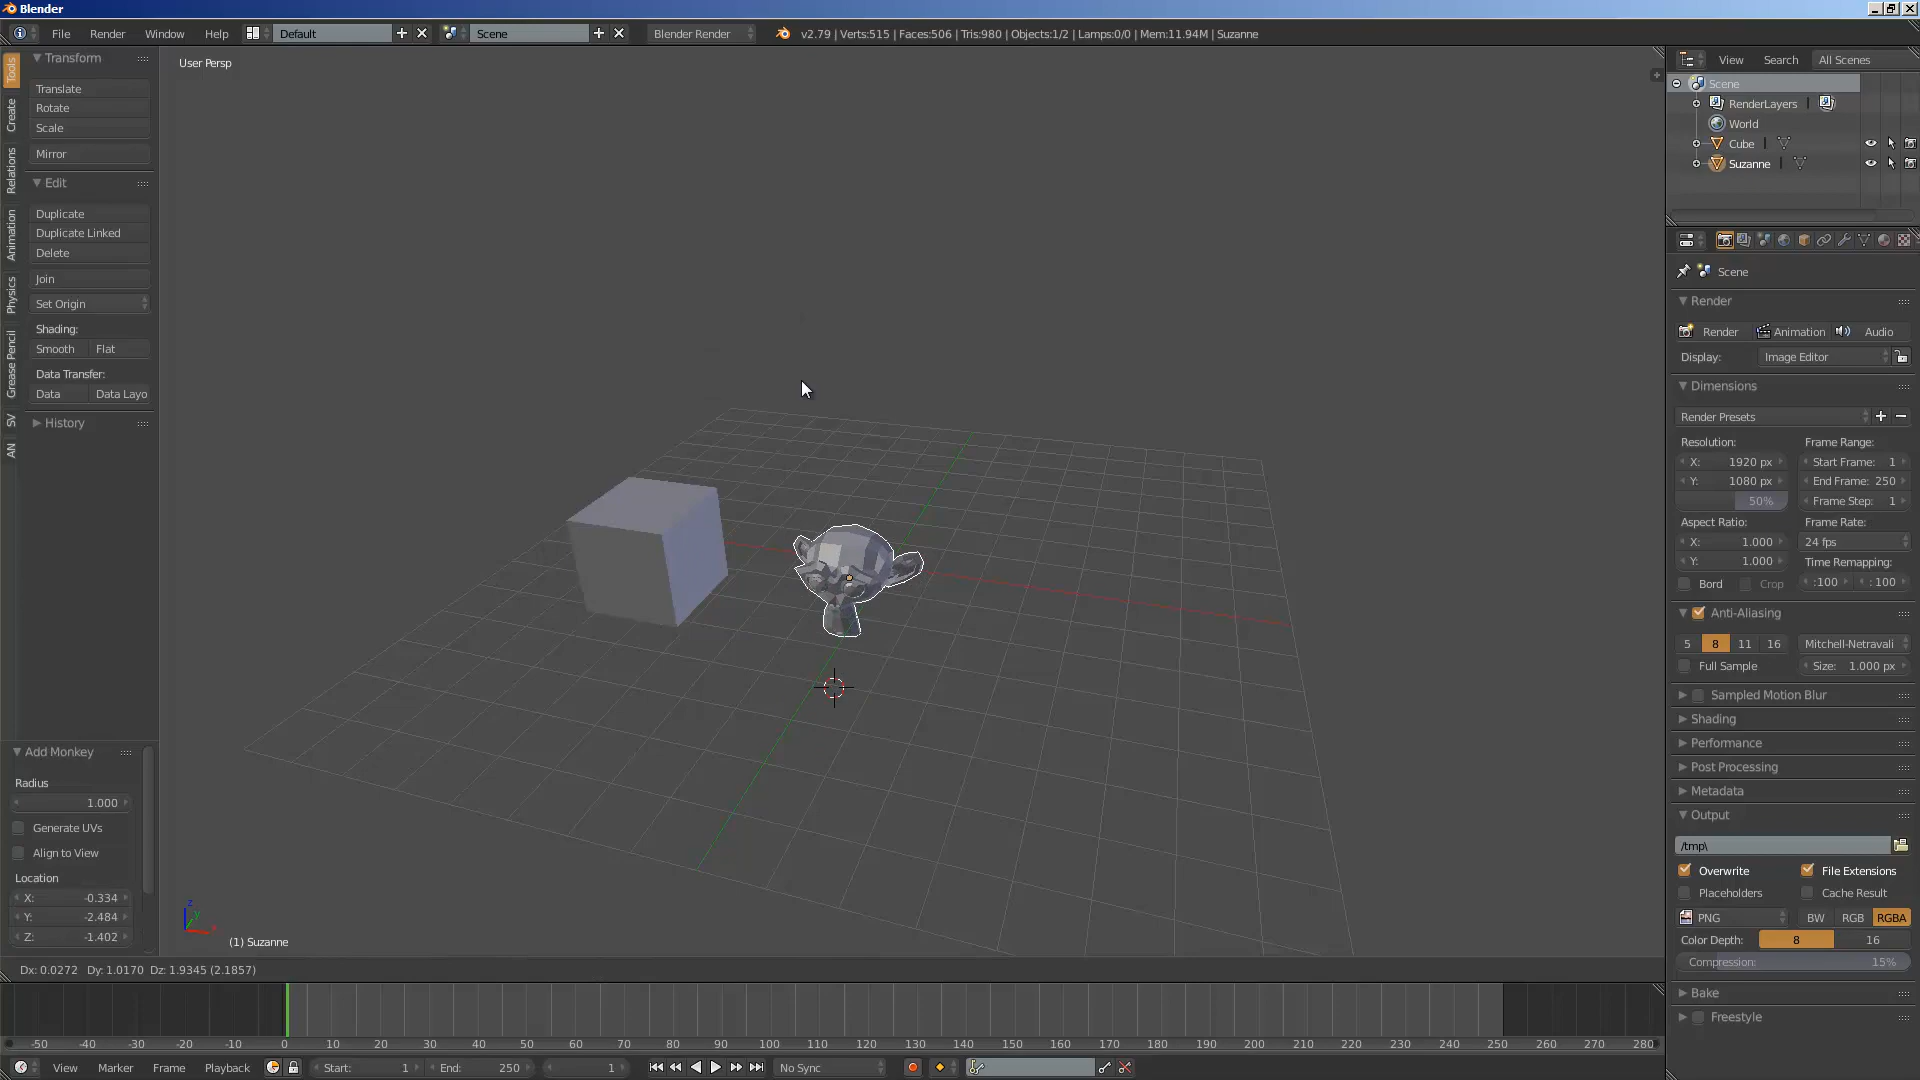 Blender
File Render Window Help Default Scene Blender Render v2.79 | Verts:515 | Faces:506 | Tris:980 | Objects:1/2 | Lamps:0/0 | Mem:11.94M | Suzanne
Tools
Create
Relations
Animation
Physics
Grease Pencil
SV
AN
Transform
Translate
Rotate
Scale
Mirror
Edit
Duplicate
Duplicate Linked
Delete
Join
Set Origin
Shading:
Smooth Flat
Data Transfer:
Data Data Layo
History
Add Monkey
Radius
1.000
Generate UVs
Align to View
Location
X: -0.334
Y: -2.484
Z: -1.402
User Persp
z
y
x
(1) Suzanne
Dx: 0.0272 Dy: 1.0170 Dz: 1.9345 (2.1857)
-50 -40 -30 -20 -10 0 10 20 30 40 50 60 70 80 90 100 110 120 130 140 150 160 170 180 190 200 210 220 230 240 250 260 270 280
View Marker Frame Playback Start: 1 End: 250 1 No Sync
View Search All Scenes
Scene
RenderLayers
World
Cube
Suzanne
Scene
Render
Render Animation Audio
Display: Image Editor
Dimensions
Render Presets
Resolution: Frame Range:
X: 1920 px Start Frame: 1
Y: 1080 px End Frame: 250
50% Frame Step: 1
Aspect Ratio: Frame Rate:
X: 1.000 24 fps
Y: 1.000 Time Remapping:
Bord Crop :100 : 100
Anti-Aliasing
5 8 11 16 Mitchell-Netravali
Full Sample Size: 1.000 px
Sampled Motion Blur
Shading
Performance
Post Processing
Metadata
Output
/tmp\
Overwrite File Extensions
Placeholders Cache Result
PNG BW RGB RGBA
Color Depth: 8 16
Compression: 15%
Bake
Freestyle